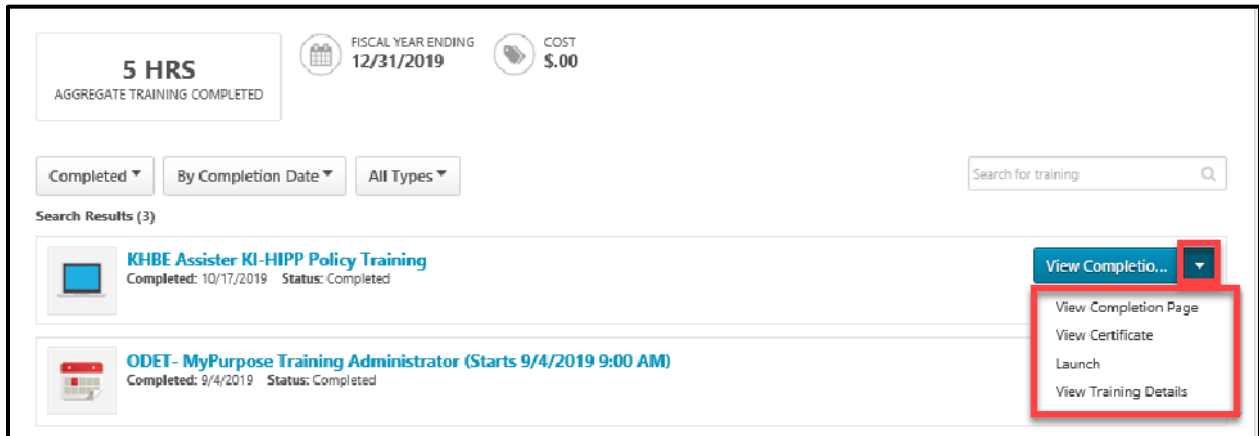 5 HRS
AGGREGATE TRAINING COMPLETED
FISCAL YEAR ENDING
12/31/2019
COST
$.00
Completed
By Completion Date
All Types
Search for training
Search Results (3)
KHBE Assister KI-HIPP Policy Training
Completed: 10/17/2019 Status: Completed
View Completio...
View Completion Page
View Certificate
Launch
View Training Details
ODET- MyPurpose Training Administrator (Starts 9/4/2019 9:00 AM)
Completed: 9/4/2019 Status: Completed